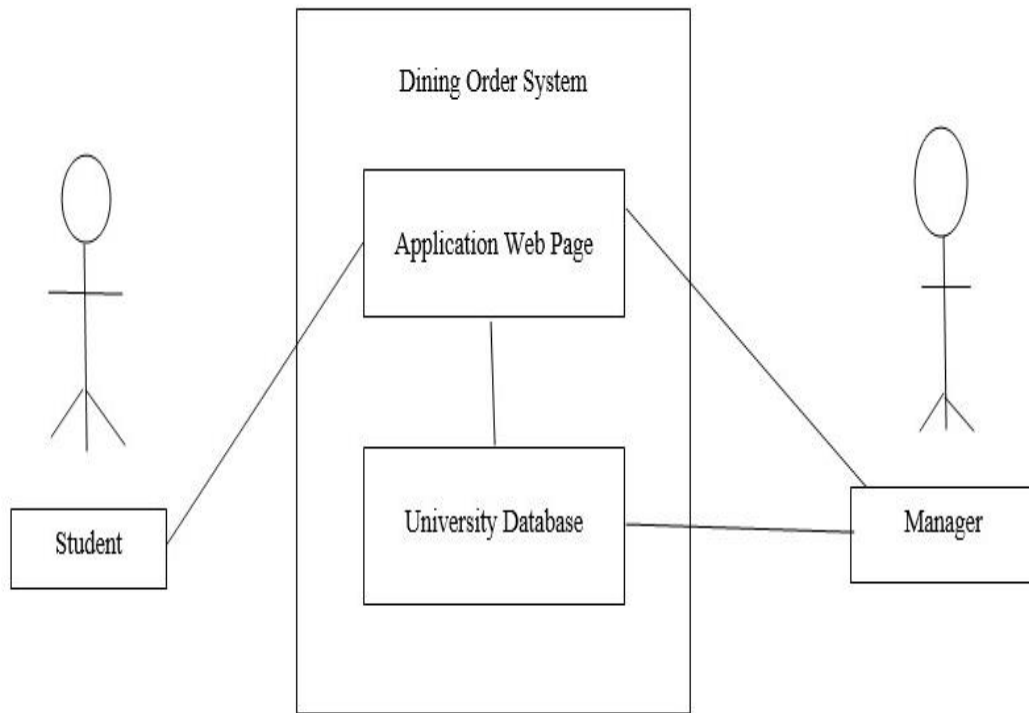 Dining Order System
Application Web Page
University Database
Student
Manager